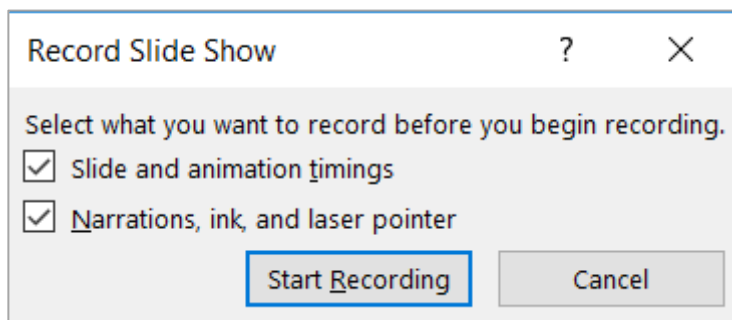 Record Slide Show ?
Select what you want to record before you begin recording.
Slide and animation timings
Narrations, ink, and laser pointer
Start Recording Cancel